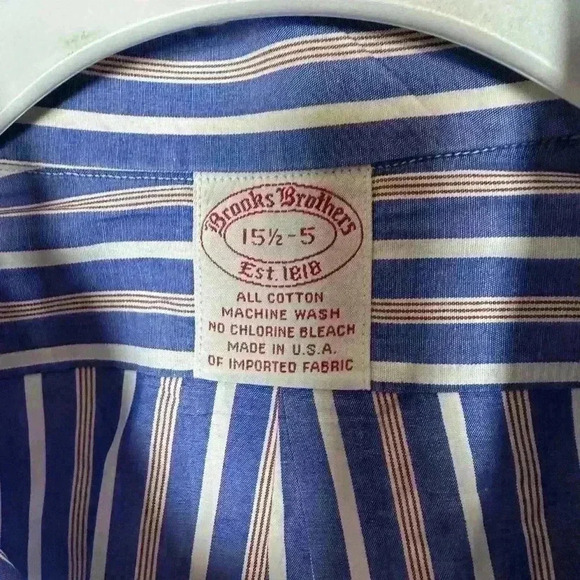 Brooks Brothers
15½-5
Est. 1818
ALL COTTON
MACHINE WASH
NO CHLORINE BLEACH
MADE IN U.S.A.
OF IMPORTED FABRIC